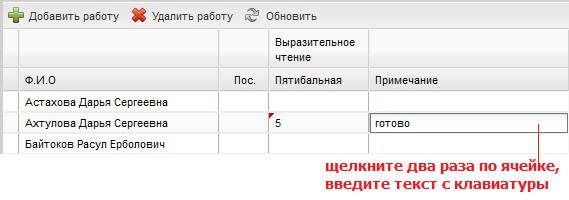 Добавить работу Удалить работу Обновить
Выразительное
чтение
Ф.И.О Пос. Пятибальная Примечание
Астахова Дарья Сергеевна
Ахтулова Дарья Сергеевна 5 готово
Байтоков Расул Ерболович
щелкните два раза по ячейке,
введите текст с клавиатуры